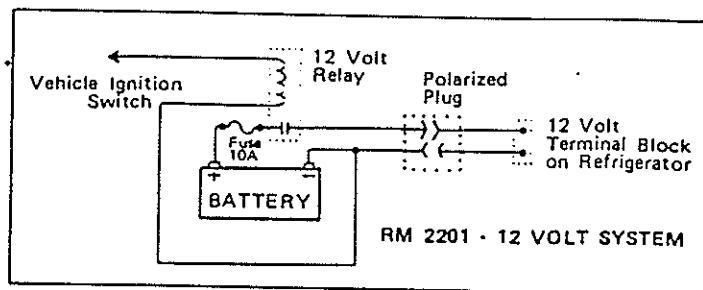 12 Volt
Relay
Vehicle Ignition
Switch
Polarized
Plug
Fuse
10A
12 Volt
Terminal Block
on Refrigerator
+ −
BATTERY
RM 2201 - 12 VOLT SYSTEM